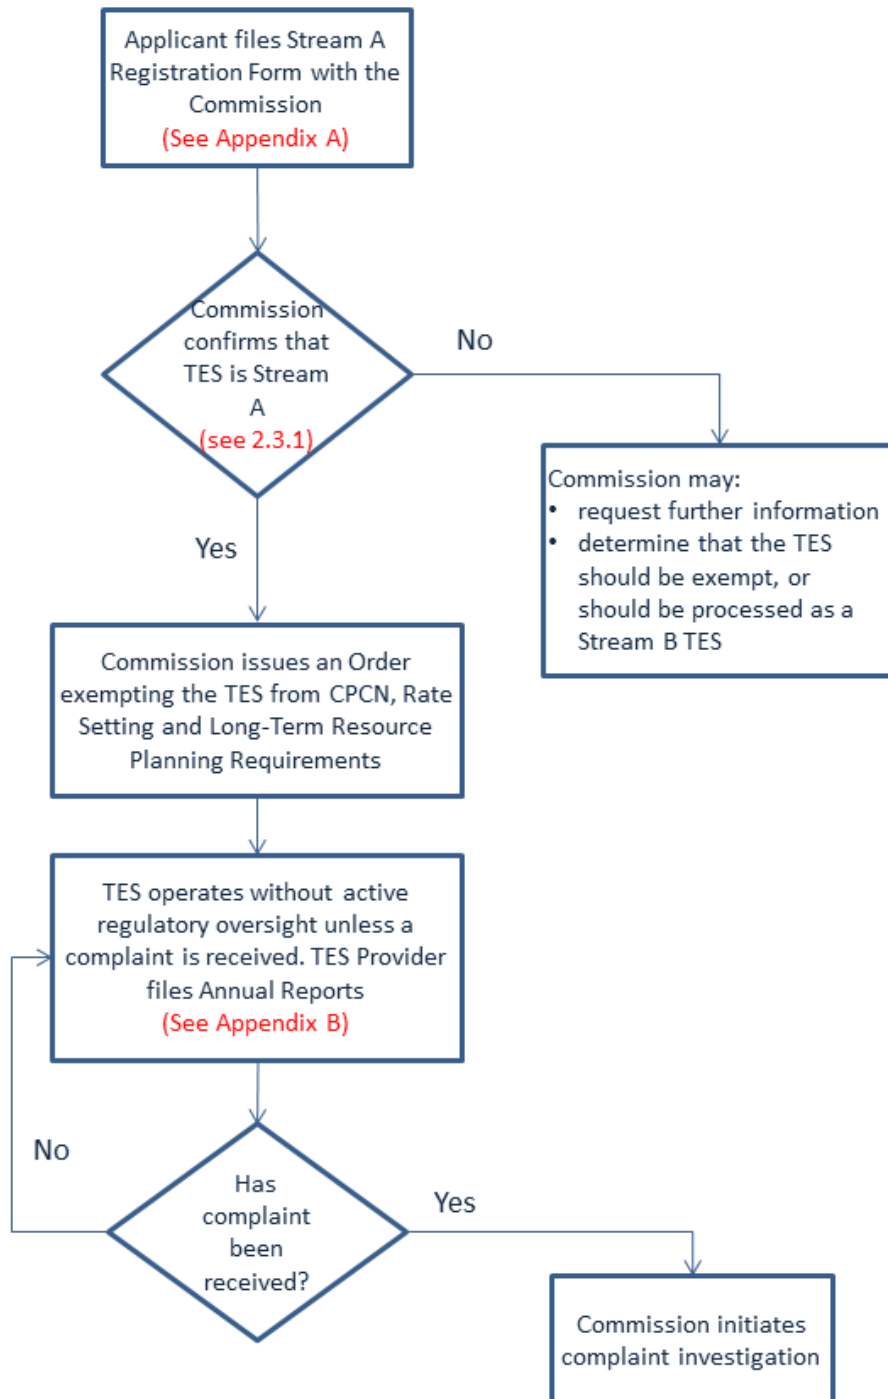 Applicant files Stream A
Registration Form with the
Commission
(See Appendix A)
Commission
confirms that
TES is Stream
A
(see 2.3.1)
No
Commission may:
• request further information
• determine that the TES
should be exempt, or
should be processed as a
Stream B TES
Yes
Commission issues an Order
exempting the TES from CPCN, Rate
Setting and Long-Term Resource
Planning Requirements
TES operates without active
regulatory oversight unless a
complaint is received. TES Provider
files Annual Reports
(See Appendix B)
No
Has
complaint
been
received?
Yes
Commission initiates
complaint investigation